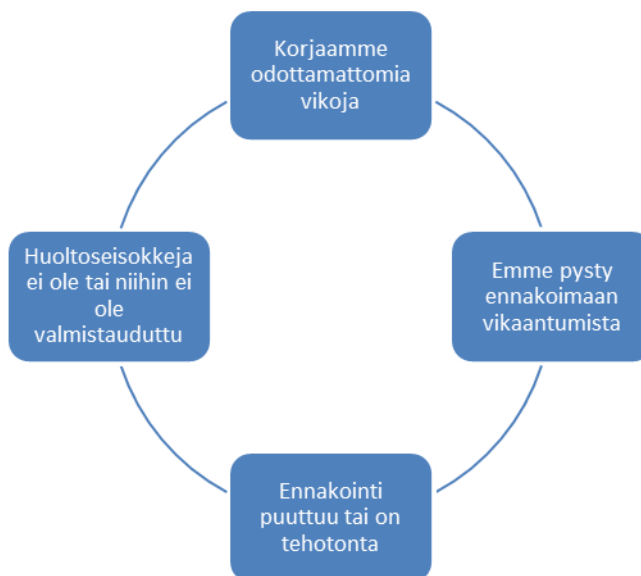 Korjaamme
odottamattomia
vikoja
Emme pysty
ennakoimaan
vikaantumista
Ennakointi
puuttuu tai on
tehotonta
Huoltoseisokkeja
ei ole tai niihin ei
ole
valmistauduttu